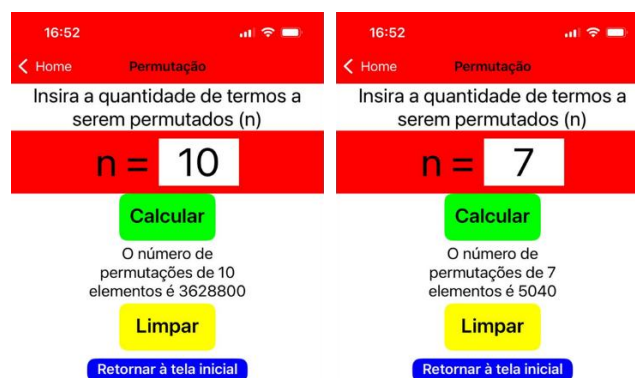 16:52
Home Permutação
Insira a quantidade de termos a
serem permutados (n)
n = 10
Calcular
O número de
permutações de 10
elementos é 3628800
Limpar
Retornar à tela inicial
16:52
Home Permutação
Insira a quantidade de termos a
serem permutados (n)
n = 7
Calcular
O número de
permutações de 7
elementos é 5040
Limpar
Retornar à tela inicial